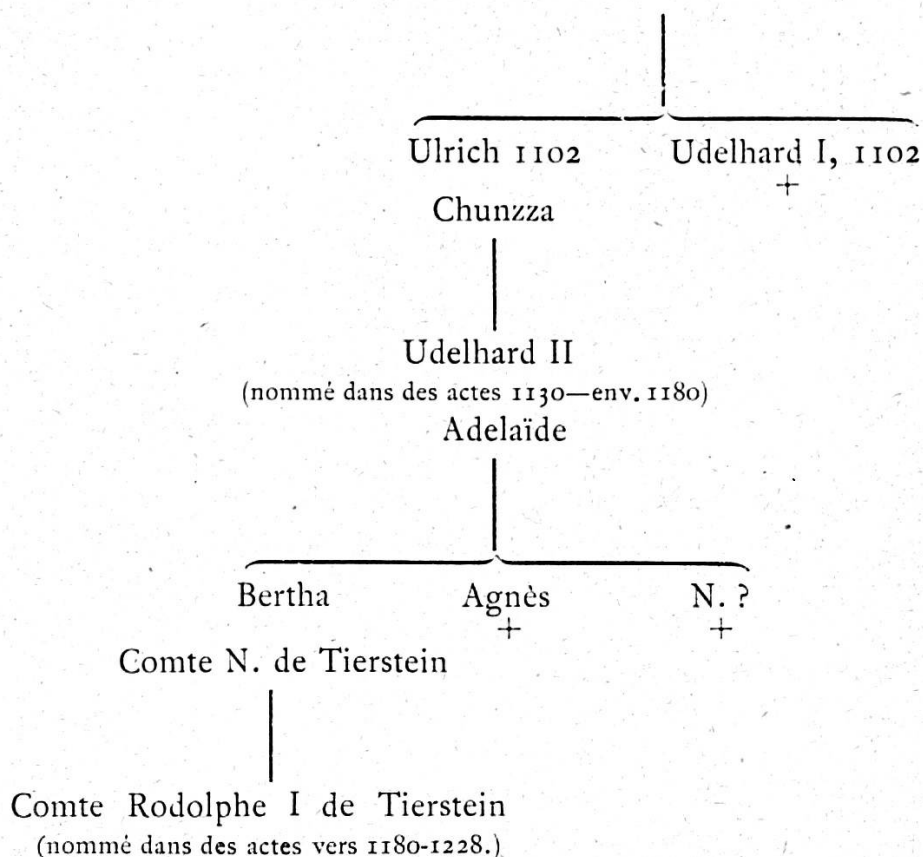 Ulrich 1102 Udelhard I, 1102
+
Chunzza
Udelhard II
(nommé dans des actes 1130—env. 1180)
Adelaïde
Bertha Agnès N. ?
+ +
Comte N. de Tierstein
Comte Rodolphe I de Tierstein
(nommé dans des actes vers 1180-1228.)